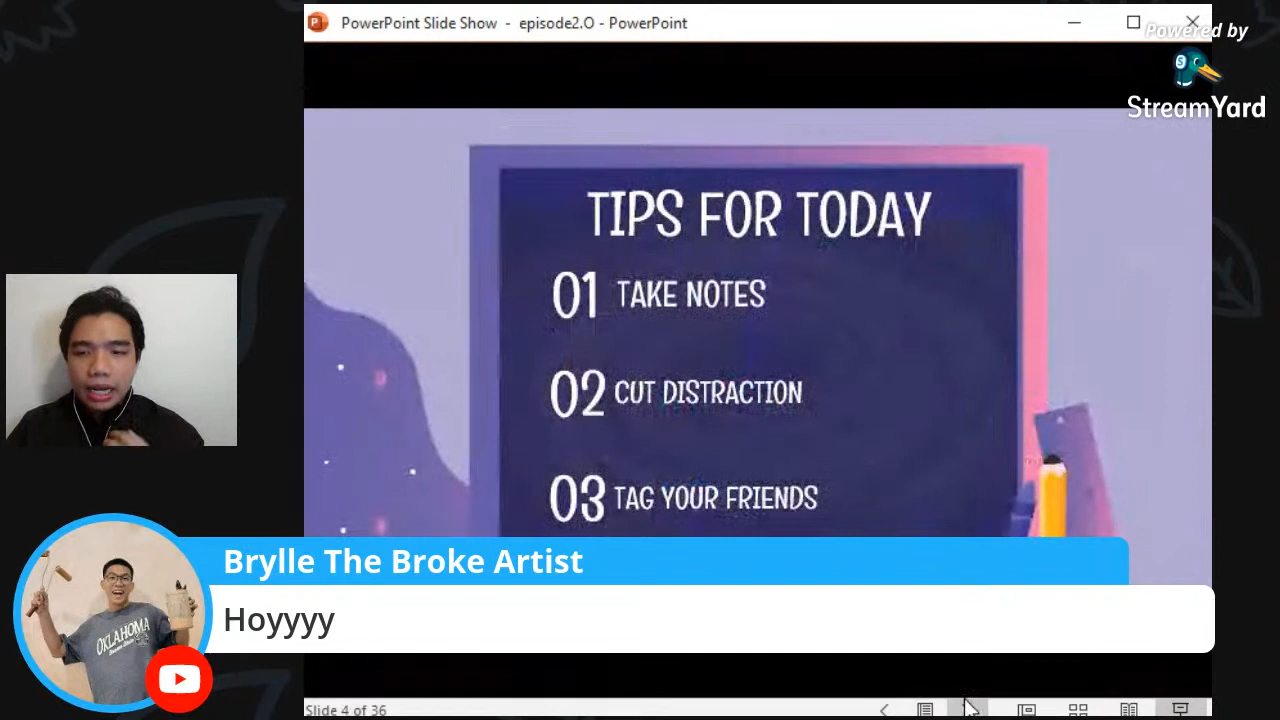 PowerPoint Slide Show - episode2.O - PowerPoint
Powered by
StreamYard
TIPS FOR TODAY
01 TAKE NOTES
02 CUT DISTRACTION
03 TAG YOUR FRIENDS
Brylle The Broke Artist
Hoyyyy
OKLAHOMA
Slide 4 of 36